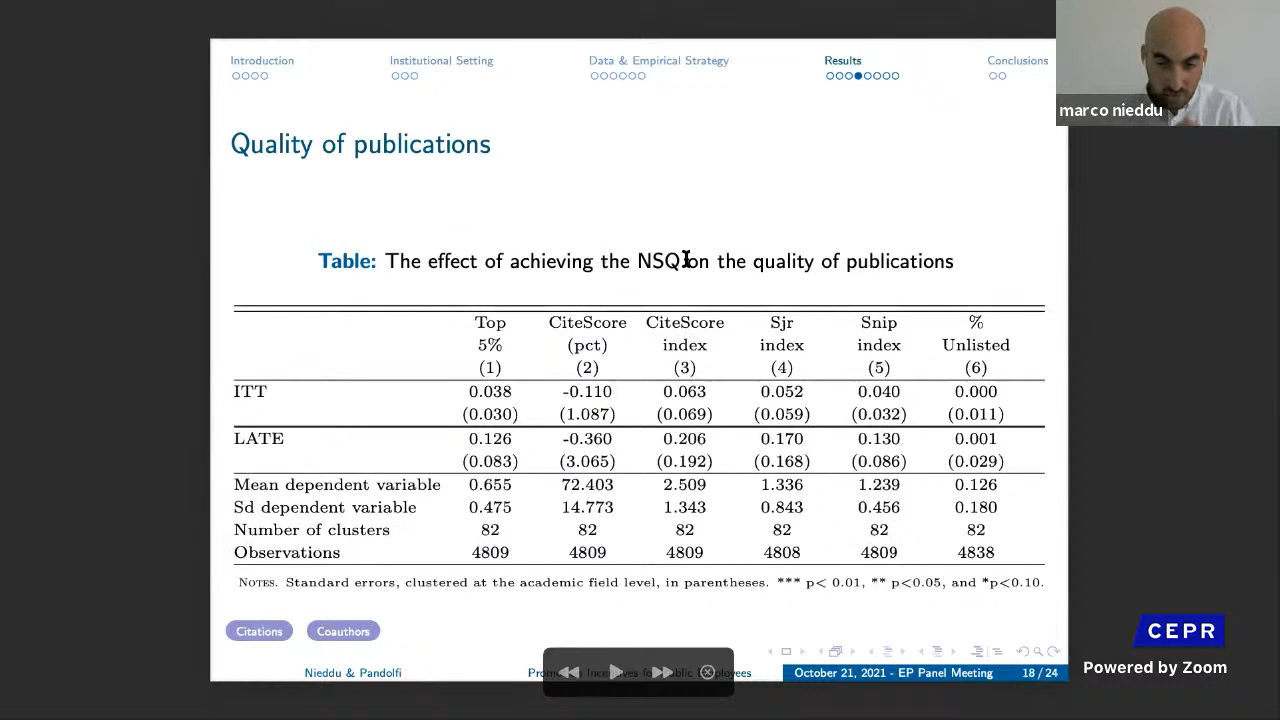 Introduction Institutional Setting Data & Empirical Strategy Results Conclusions
marco nieddu
Quality of publications
Table: The effect of achieving the NSQ on the quality of publications
Top CiteScore CiteScore Sjr Snip %
5% (pct) index index index Unlisted
(1) (2) (3) (4) (5) (6)
ITT 0.038 -0.110 0.063 0.052 0.040 0.000
(0.030) (1.087) (0.069) (0.059) (0.032) (0.011)
LATE 0.126 -0.360 0.206 0.170 0.130 0.001
(0.083) (3.065) (0.192) (0.168) (0.086) (0.029)
Mean dependent variable 0.655 72.403 2.509 1.336 1.239 0.126
Sd dependent variable 0.475 14.773 1.343 0.843 0.456 0.180
Number of clusters 82 82 82 82 82 82
Observations 4809 4809 4809 4808 4809 4838
Notes. Standard errors, clustered at the academic field level, in parentheses. *** p< 0.01, ** p<0.05, and *p<0.10.
Citations Coauthors
CEPR
Powered by Zoom
Nieddu & Pandolfi October 21, 2021 - EP Panel Meeting 18 / 24